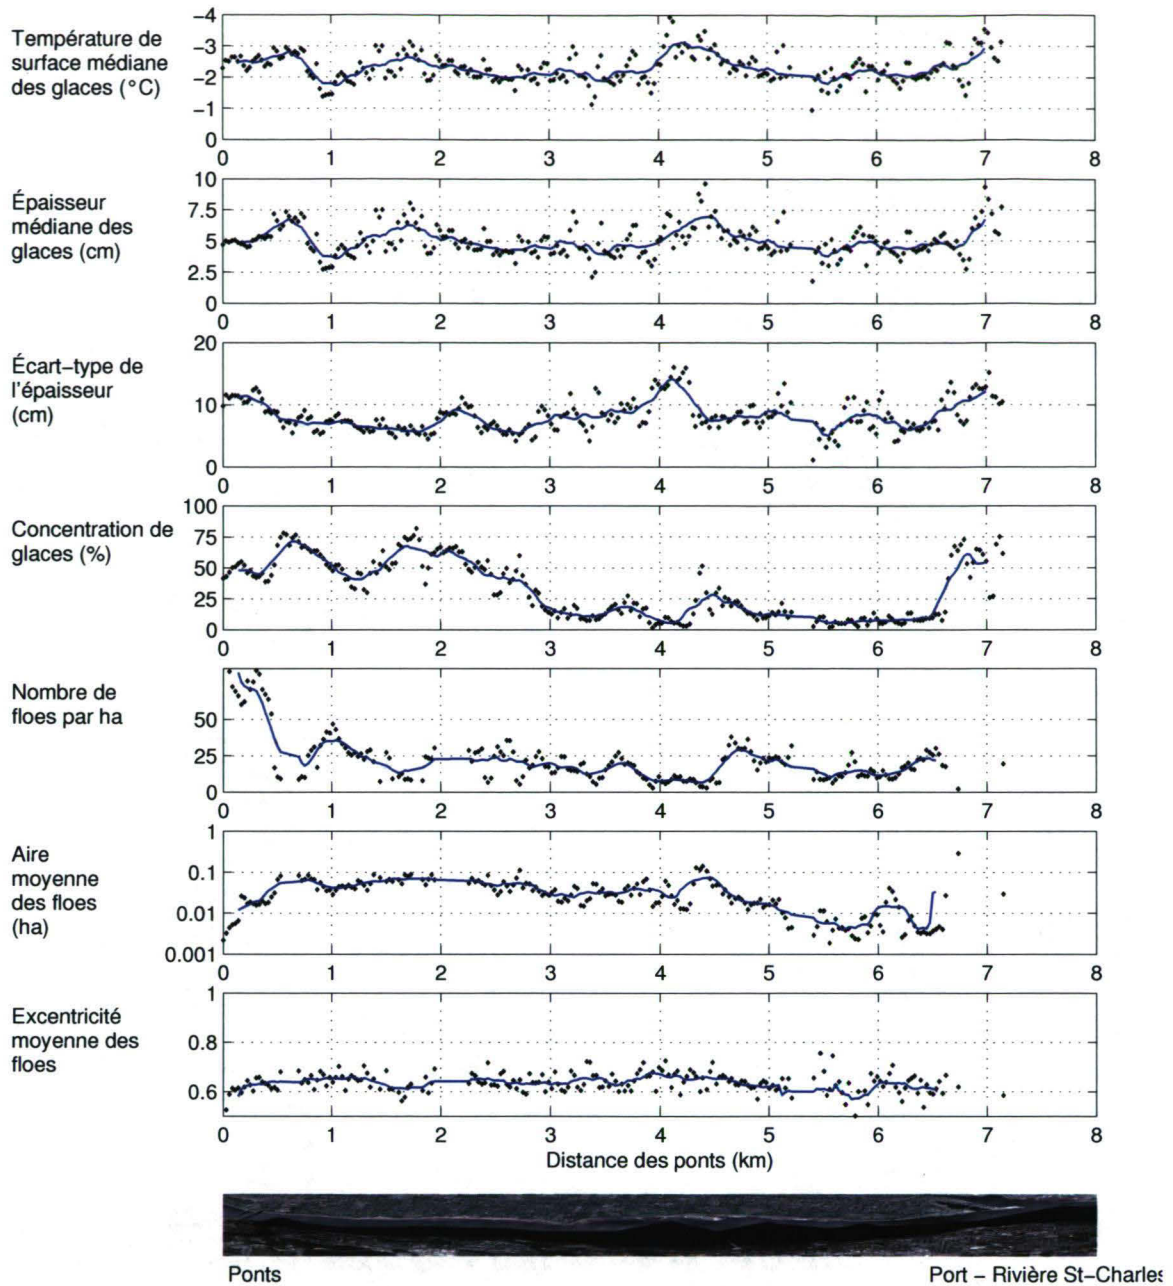 Température de
surface médiane
des glaces (°C)
−4
−3
−2
−1
0
0 1 2 3 4 5 6 7 8
Épaisseur
médiane des
glaces (cm)
10
7.5
5
2.5
0
0 1 2 3 4 5 6 7 8
Écart−type de
l'épaisseur
(cm)
20
10
0
0 1 2 3 4 5 6 7 8
Concentration de
glaces (%)
100
75
50
25
0
0 1 2 3 4 5 6 7 8
Nombre de
floes par ha
50
25
0
0 1 2 3 4 5 6 7 8
Aire
moyenne
des floes
(ha)
1
0.1
0.01
0.001
0 1 2 3 4 5 6 7 8
Excentricité
moyenne des
floes
1
0.8
0.6
0 1 2 3 4 5 6 7 8
Distance des ponts (km)
Ponts
Port − Rivière St−Charles